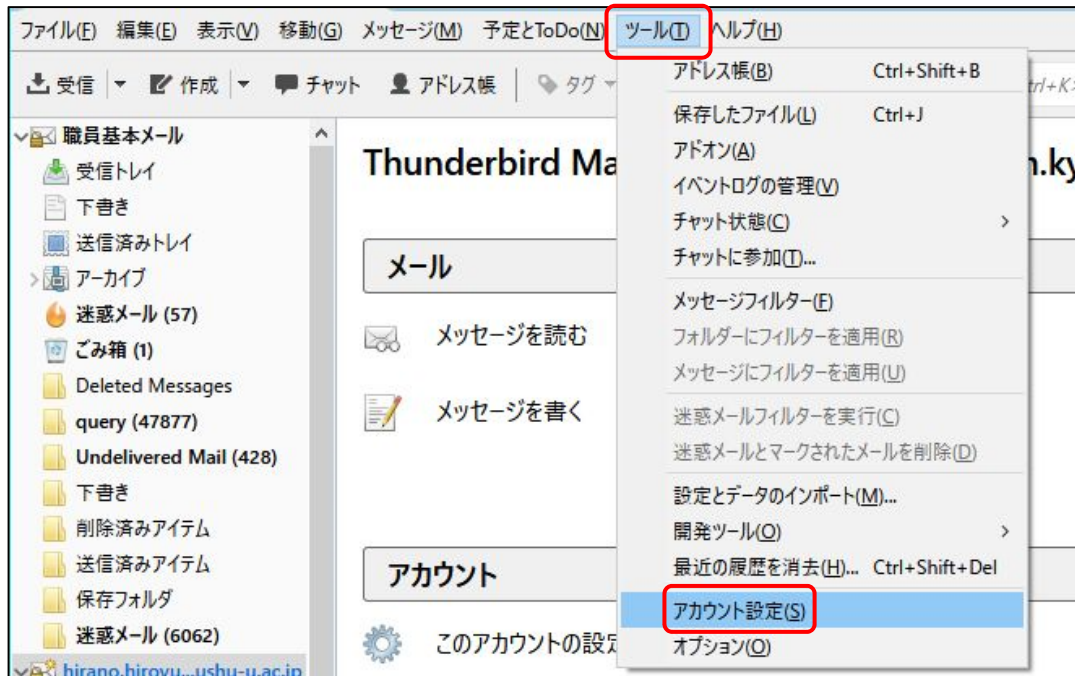 ファイル(F) 編集(E) 表示(V) 移動(G) メッセージ(M) 予定とToDo(N) ツール(T) ヘルプ(H)
受信 作成 チャット アドレス帳 タグ
職員基本メール
受信トレイ
下書き
送信済みトレイ
アーカイブ
迷惑メール (57)
ごみ箱 (1)
Deleted Messages
query (47877)
Undelivered Mail (428)
下書き
削除済みアイテム
送信済みアイテム
保存フォルダ
迷惑メール (6062)
hirano.hiroyu...ushu-u.ac.jp
Thunderbird
メール
メッセージを読む
メッセージを書く
アカウント
このアカウントの設定
アドレス帳(B) Ctrl+Shift+B
保存したファイル(L) Ctrl+J
アドオン(A)
イベントログの管理(V)
チャット状態(C)
チャットに参加(T)...
メッセージフィルター(F)
フォルダーにフィルターを適用(R)
メッセージにフィルターを適用(U)
迷惑メールフィルターを実行(C)
迷惑メールとマークされたメールを削除(D)
設定とデータのインポート(M)...
開発ツール(O)
最近の履歴を消去(H)... Ctrl+Shift+Del
アカウント設定(S)
オプション(O)